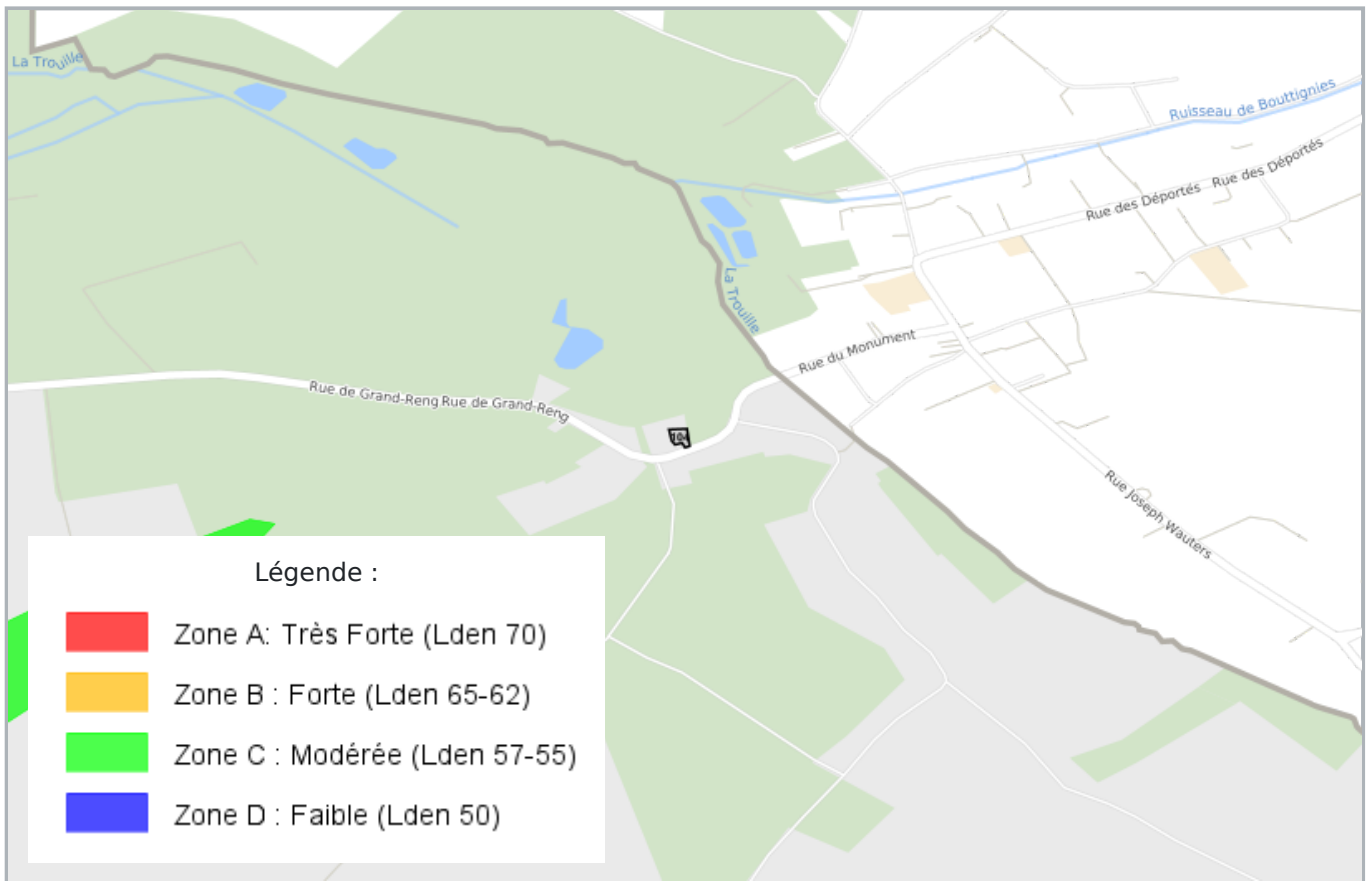 La Trouille
Ruisseau de Bouttignies
Rue des Déportés
Rue des Déportés
La Trouille
Rue du Monument
Rue de Grand-Reng
Rue de Grand-Reng
Rue Joseph Wauters
Légende :
Zone A: Très Forte (Lden 70)
Zone B : Forte (Lden 65-62)
Zone C : Modérée (Lden 57-55)
Zone D : Faible (Lden 50)